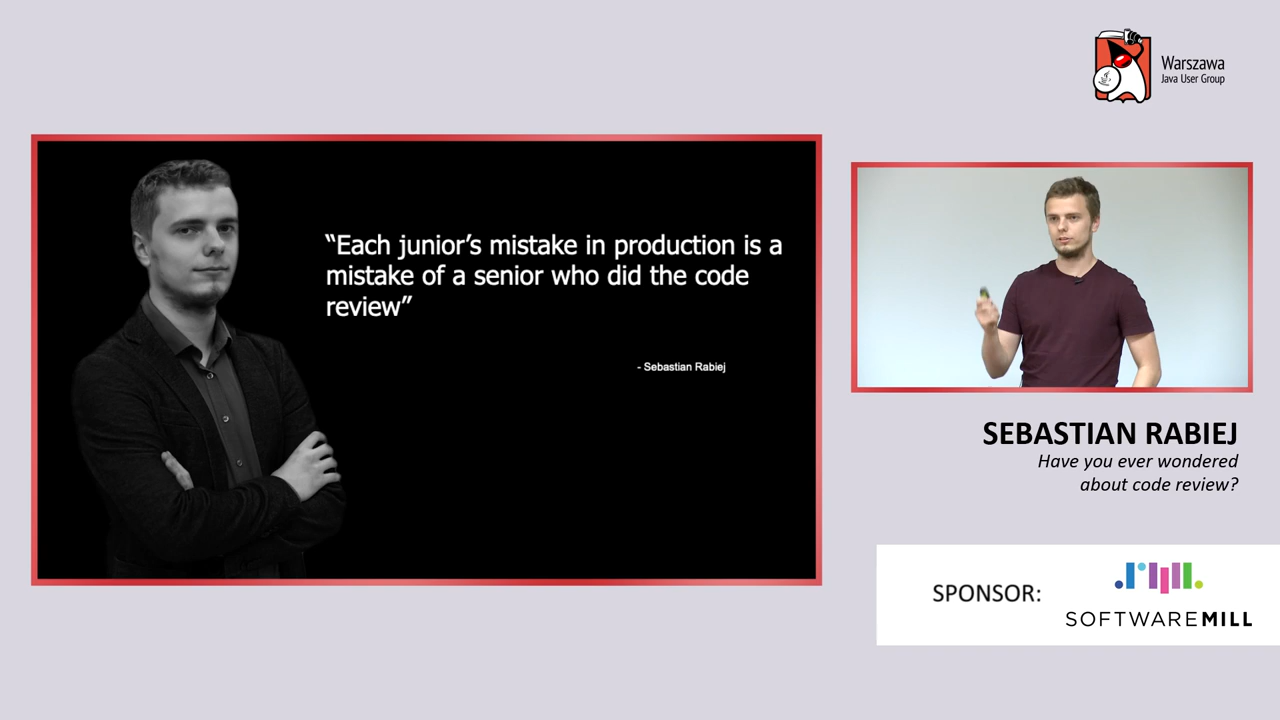 Warszawa
Java User Group
“Each junior’s mistake in production is a
mistake of a senior who did the code
review”
- Sebastian Rabiej
SEBASTIAN RABIEJ
Have you ever wondered
about code review?
SPONSOR:
SOFTWAREMILL